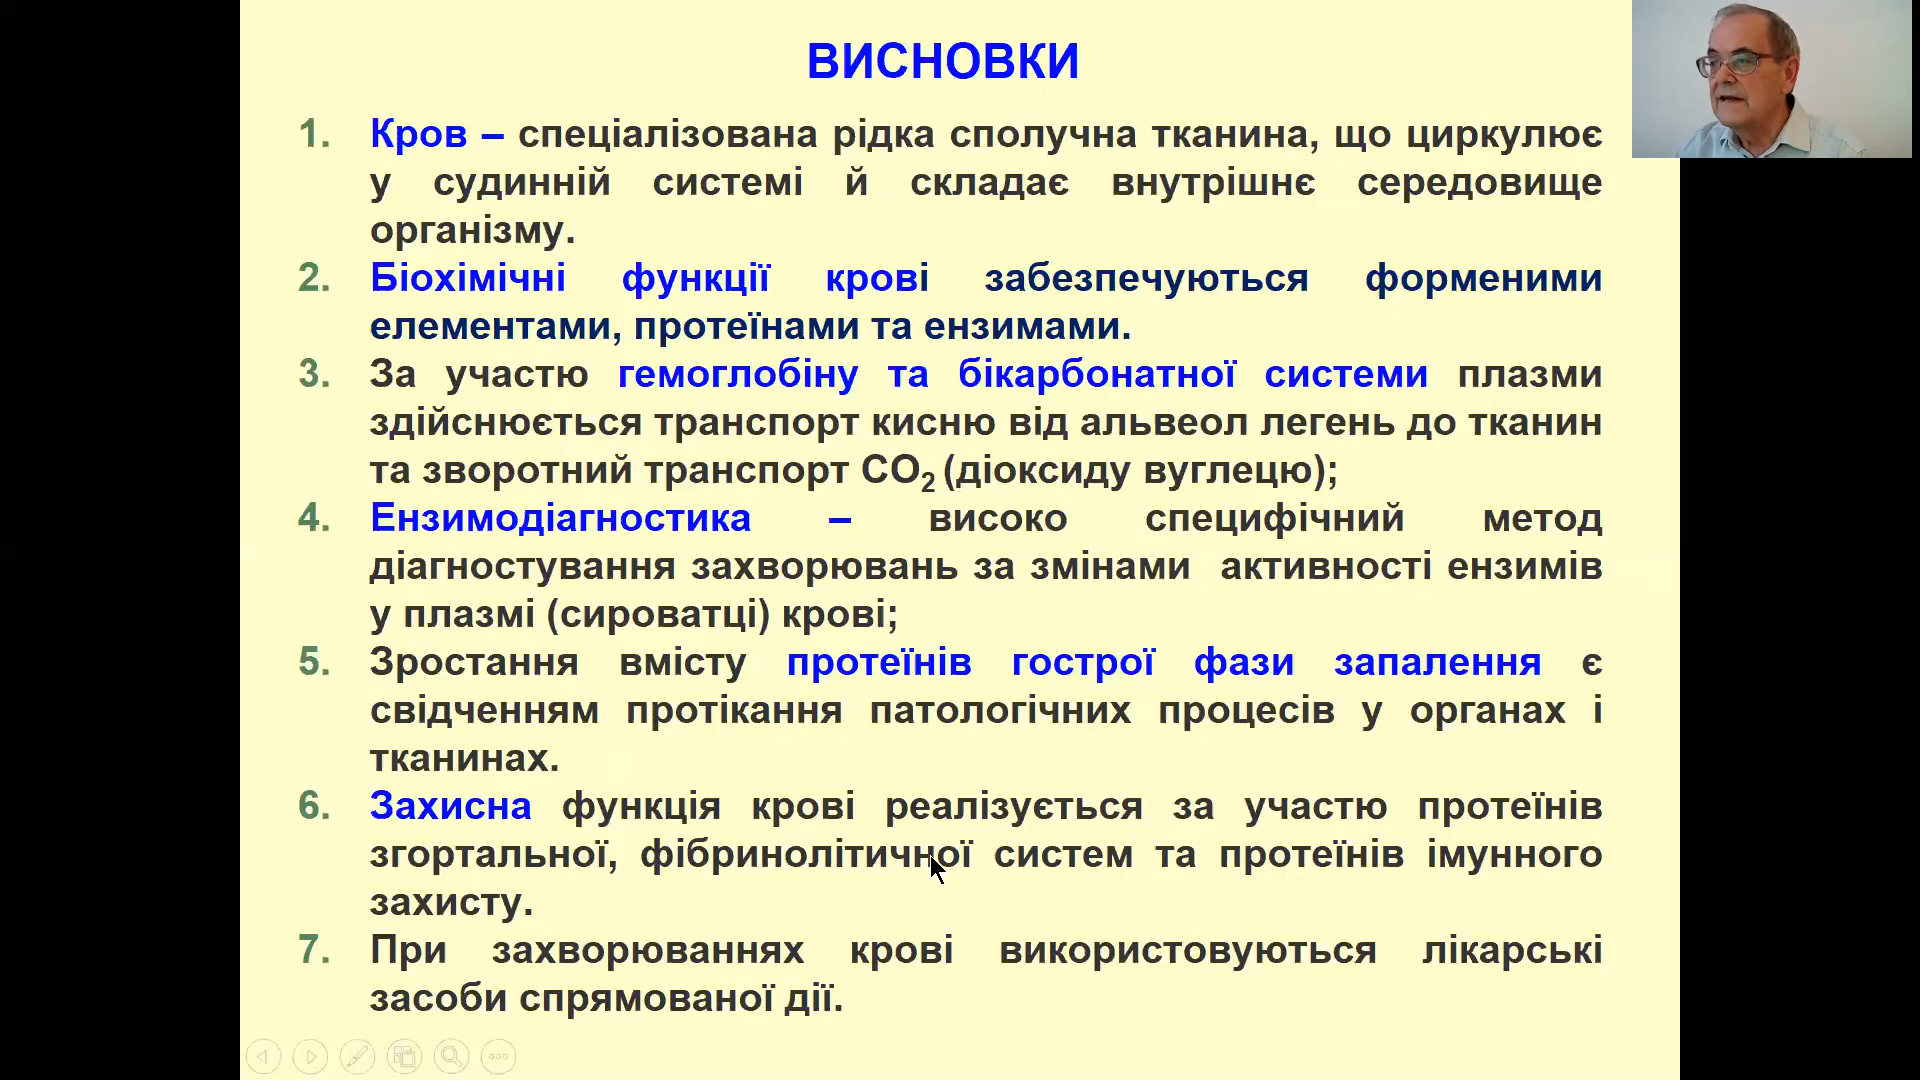 ВИСНОВКИ
1. Кров – спеціалізована рідка сполучна тканина, що циркулює
у судинній системі й складає внутрішнє середовище
організму.
2. Біохімічні функції крові забезпечуються форменими
елементами, протеїнами та ензимами.
3. За участю гемоглобіну та бікарбонатної системи плазми
здійснюється транспорт кисню від альвеол легень до тканин
та зворотний транспорт СО2 (діоксиду вуглецю);
4. Ензимодіагностика – високо специфічний метод
діагностування захворювань за змінами активності ензимів
у плазмі (сироватці) крові;
5. Зростання вмісту протеїнів гострої фази запалення є
свідченням протікання патологічних процесів у органах і
тканинах.
6. Захисна функція крові реалізується за участю протеїнів
згортальної, фібринолітичної систем та протеїнів імунного
захисту.
7. При захворюваннях крові використовуються лікарські
засоби спрямованої дії.